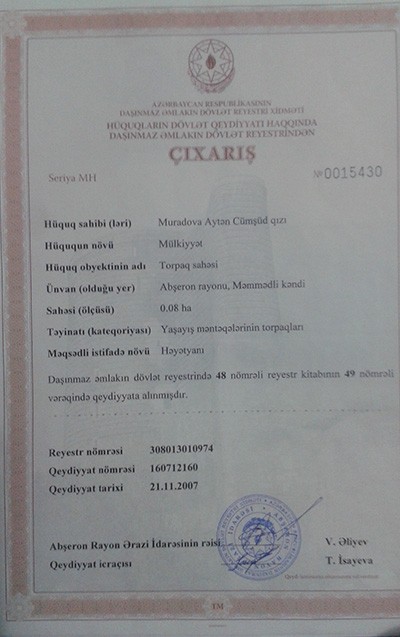 AZƏRBAYCAN RESPUBLİKASININ
DAŞINMAZ ƏMLAKIN DÖVLƏT REYESTRİ XİDMƏTİ
HÜQUQLARIN DÖVLƏT QEYDİYYATI HAQQINDA
DAŞINMAZ ƏMLAKIN DÖVLƏT REYESTRİNDƏN
ÇIXARIŞ
Seriya MH №0015430
Hüquq sahibi (ləri) Muradova Aytən Cümşüd qızı
Hüququn növü Mülkiyyət
Hüquq obyektinin adı Torpaq sahəsi
Ünvan (olduğu yer) Abşeron rayonu, Məmmədli kəndi
Sahəsi (ölçüsü) 0.08 ha
Təyinatı (kateqoriyası) Yaşayış məntəqələrinin torpaqları
Məqsədli istifadə növü Həyətyanı
Daşınmaz əmlakın dövlət reyestrində 48 nömrəli reyestr kitabının 49 nömrəli
vərəqində qeydiyyata alınmışdır.
Reyestr nömrəsi 308013010974
Qeydiyyat nömrəsi 160712160
Qeydiyyat tarixi 21.11.2007
Abşeron Rayon Ərazi İdarəsinin rəisi V. Əliyev
Qeydiyyat icraçısı T. İsayeva